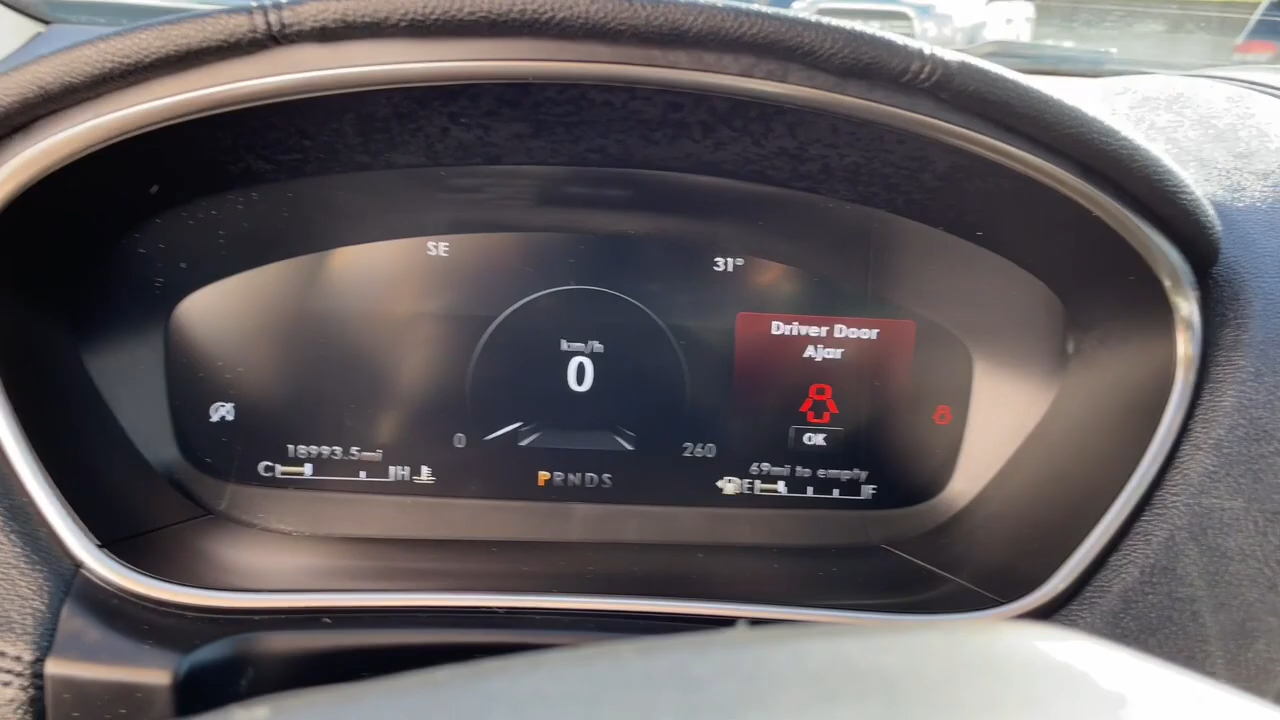 SE
31°
Driver Door
Ajar
km/h
0
OK
0
260
18993.5mi
69mi to empty
C H
PRNDS
E F